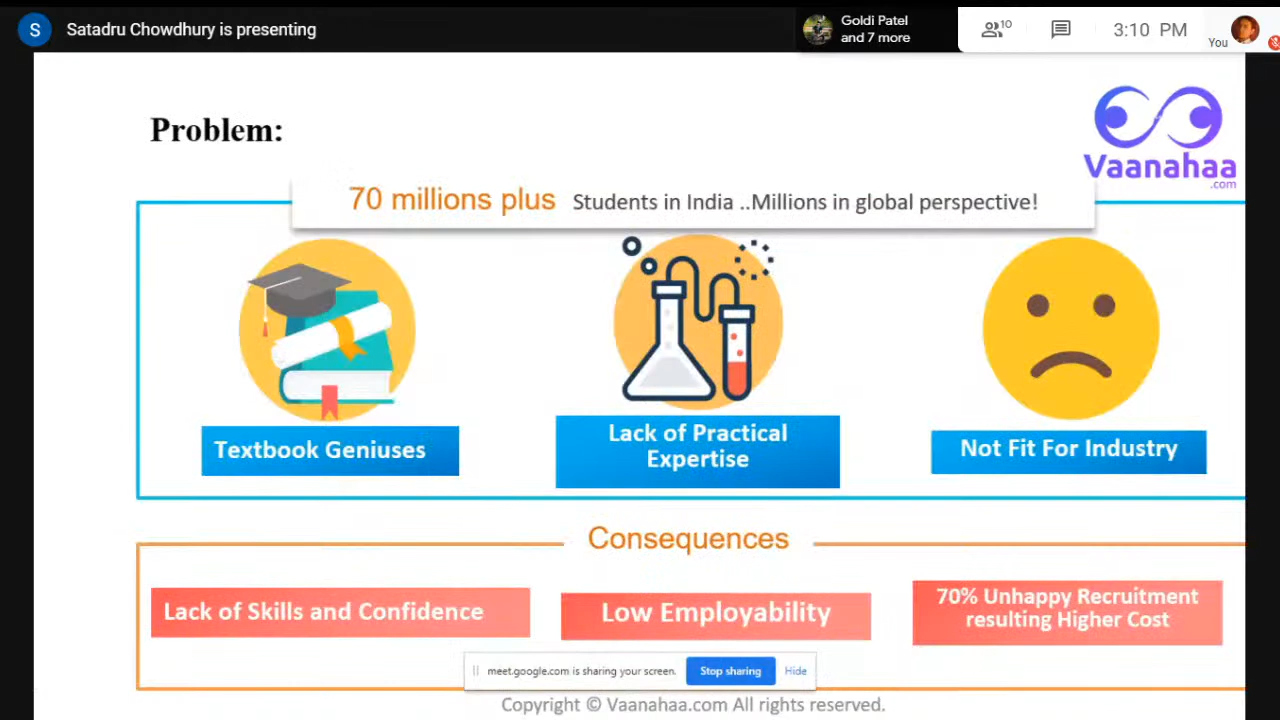 S
Satadru Chowdhury is presenting
Goldi Patel
and 7 more
10
3:10 PM
You
Problem:
Vaanahaa
.com
70 millions plus Students in India ..Millions in global perspective!
Textbook Geniuses
Lack of Practical
Expertise
Not Fit For Industry
Consequences
Lack of Skills and Confidence
Low Employability
70% Unhappy Recruitment
resulting Higher Cost
meet.google.com is sharing your screen.
Stop sharing
Hide
Copyright © Vaanahaa.com All rights reserved.